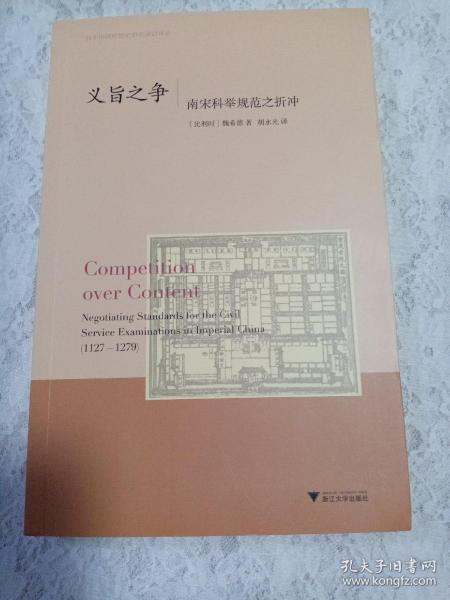 义旨之争
南宋科举规范之折冲
［比利时］魏希德 著 胡永光 译
Competition
over Content
Negotiating Standards for the Civil
Service Examinations in Imperial China
(1127—1279)
浙江大学出版社
孔夫子旧书网
www.kongfz.com